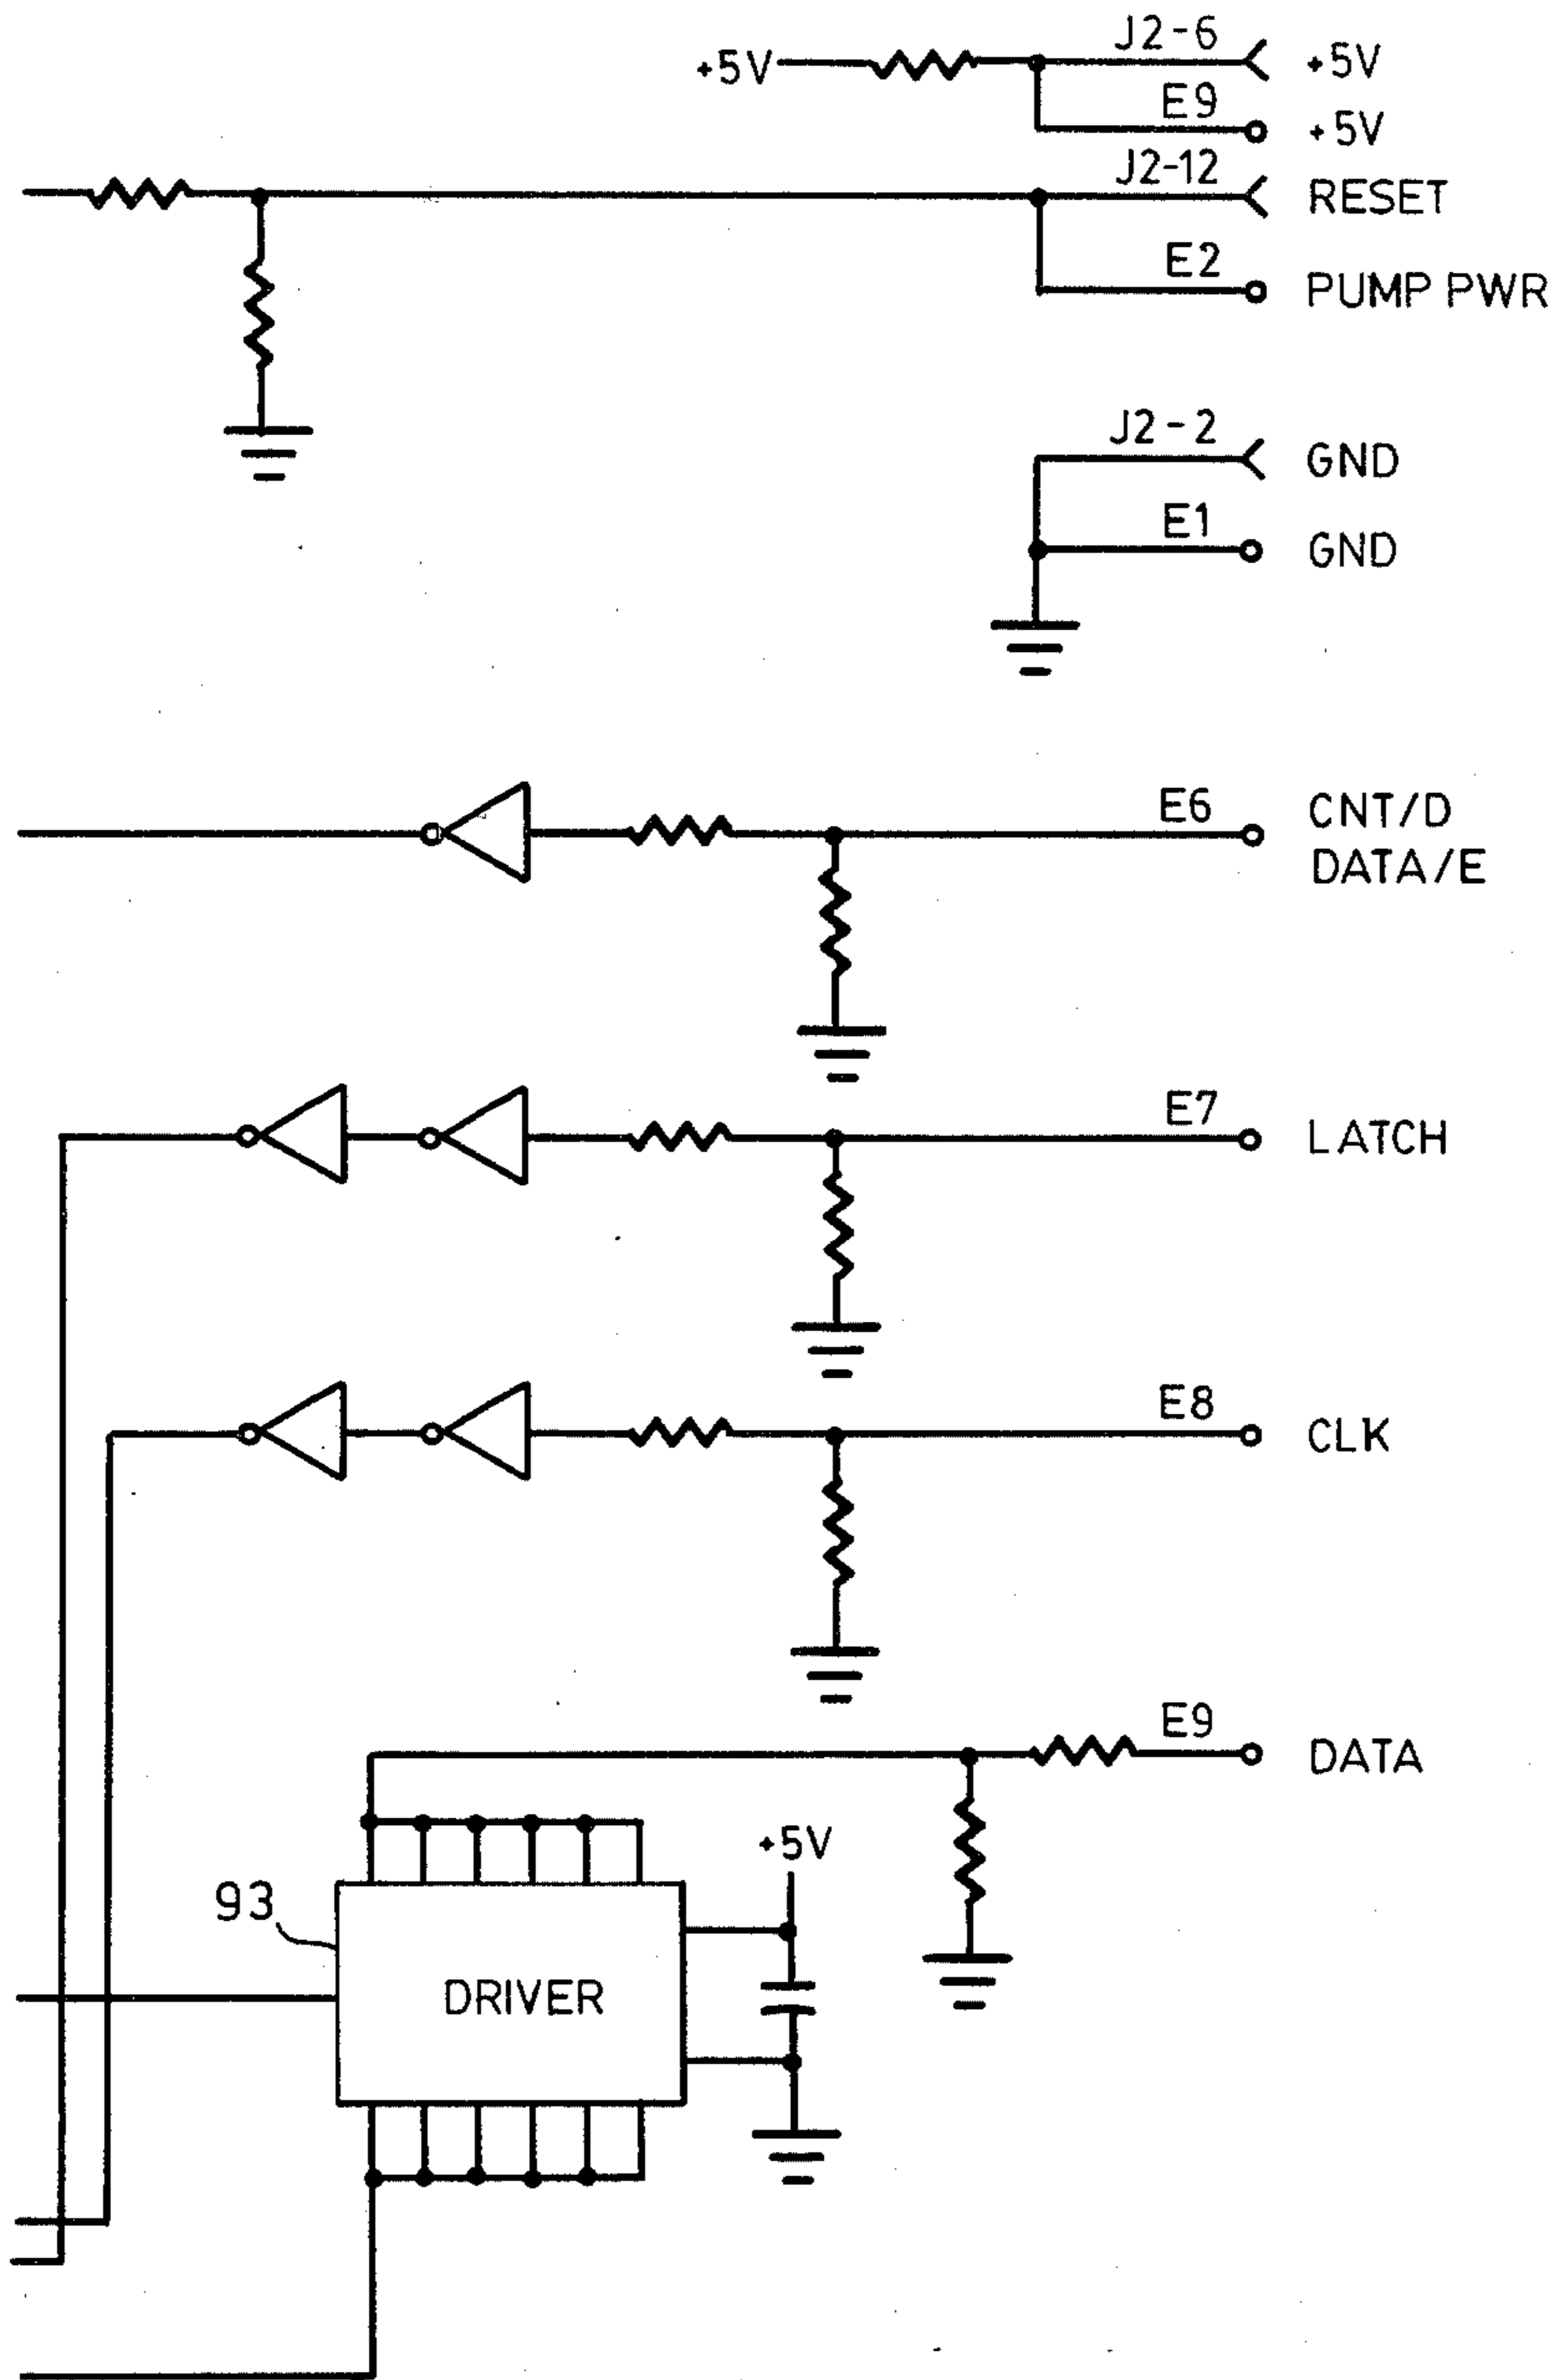 +5V
J2-6
+5V
E9
+5V
J2-12
RESET
E2
PUMP PWR
J2-2
GND
E1
GND
E6
CNT/D
DATA/E
E7
LATCH
E8
CLK
E9
DATA
+5V
93
DRIVER